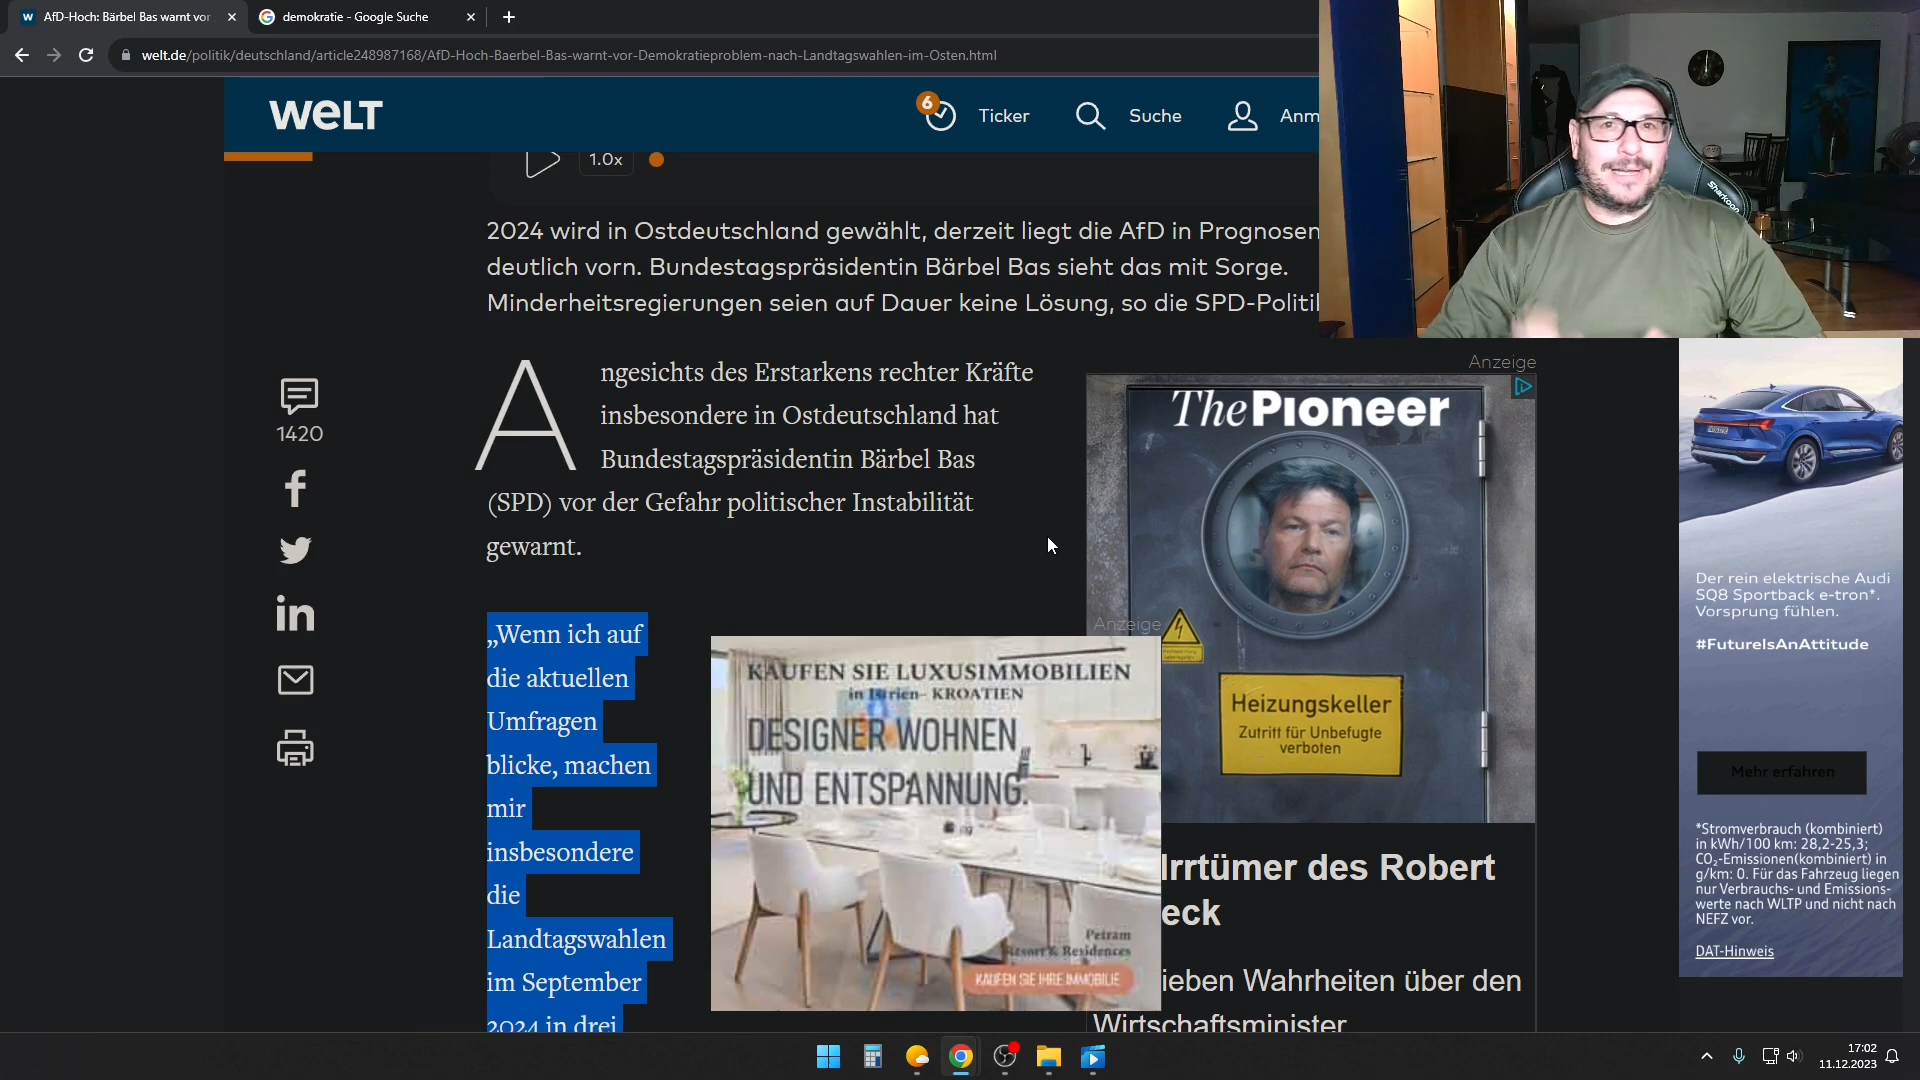 AfD-Hoch: Bärbel Bas warnt vor
demokratie - Google Suche
welt.de/politik/deutschland/article248987168/AfD-Hoch-Baerbel-Bas-warnt-vor-Demokratieproblem-nach-Landtagswahlen-im-Osten.html
WELT
6
Ticker
Suche
Anm
1.0x
2024 wird in Ostdeutschland gewählt, derzeit liegt die AfD in Prognosen
deutlich vorn. Bundestagspräsidentin Bärbel Bas sieht das mit Sorge.
Minderheitsregierungen seien auf Dauer keine Lösung, so die SPD-Politi
Angesichts des Erstarkens rechter Kräfte
insbesondere in Ostdeutschland hat
Bundestagspräsidentin Bärbel Bas
(SPD) vor der Gefahr politischer Instabilität
gewarnt.
1420
„Wenn ich auf
die aktuellen
Umfragen
blicke, machen
mir
insbesondere
die
Landtagswahlen
im September
2024 in drei
Anzeige
KAUFEN SIE LUXUSIMMOBILIEN
in Istrien- KROATIEN
DESIGNER WOHNEN
UND ENTSPANNUNG.
Petram
Resort & Residences
KAUFEN SIE IHRE IMMOBILIE
Anzeige
The Pioneer
Heizungskeller
Zutritt für Unbefugte
verboten
Irrtümer des Robert
eck
ieben Wahrheiten über den
Wirtschaftsminister
Sharkoon
Der rein elektrische Audi
SQ8 Sportback e-tron*.
Vorsprung fühlen.
#FutureIsAnAttitude
Mehr erfahren
*Stromverbrauch (kombiniert)
in kWh/100 km: 28,2-25,3;
CO₂-Emissionen(kombiniert) in
g/km: 0. Für das Fahrzeug liegen
nur Verbrauchs- und Emissions-
werte nach WLTP und nicht nach
NEFZ vor.
DAT-Hinweis
17:02
11.12.2023